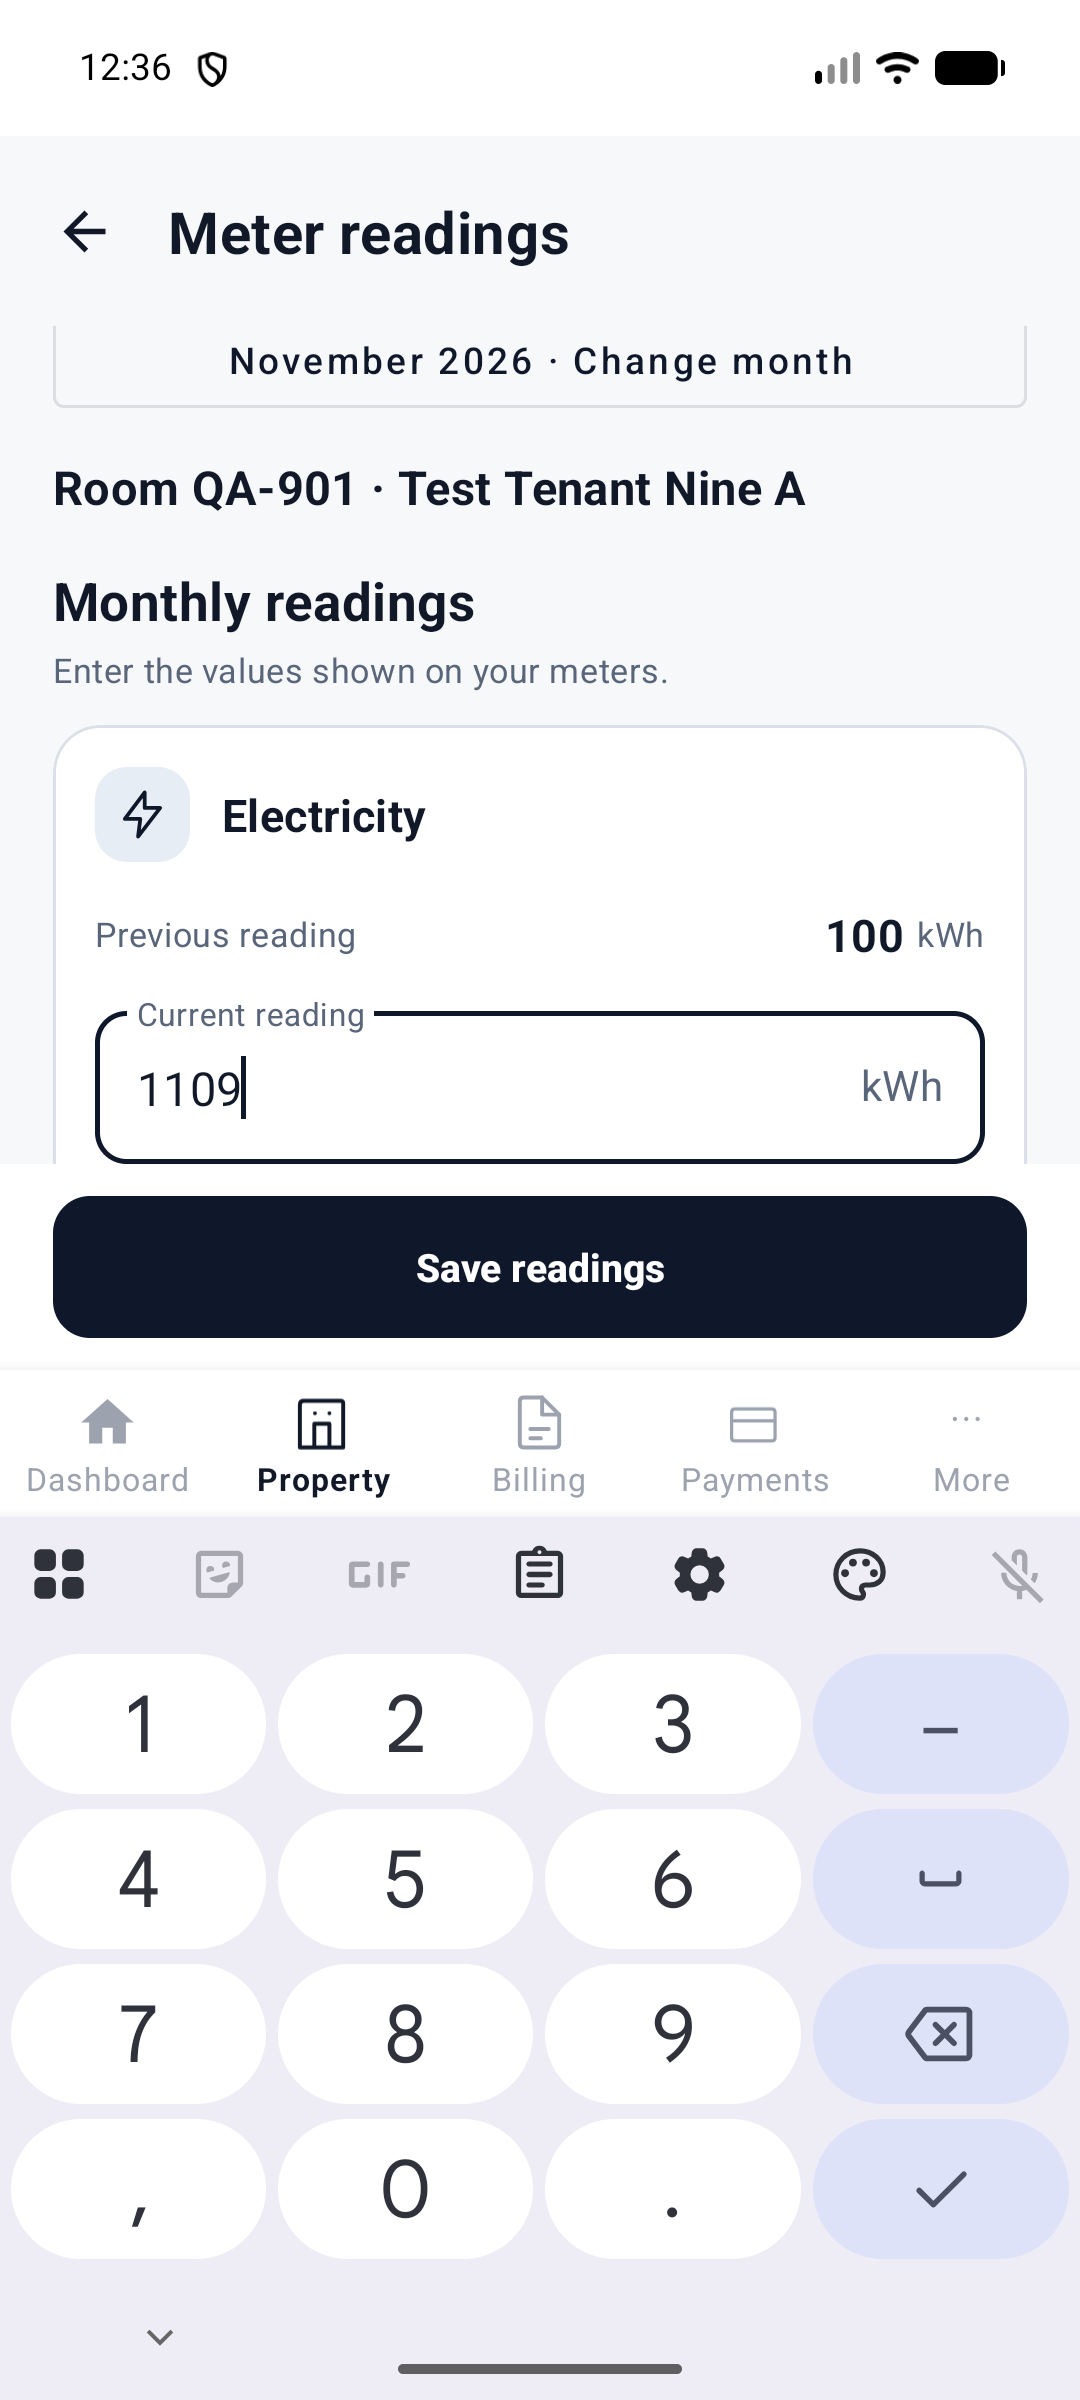 12:36
Meter readings
November 2026 · Change month
Room QA-901 · Test Tenant Nine A
Monthly readings
Enter the values shown on your meters.
Electricity
Previous reading 100 kWh
Current reading
1109 kWh
Save readings
Dashboard Property Billing Payments More
GIF
1 2 3 –
4 5 6
7 8 9
, 0 .